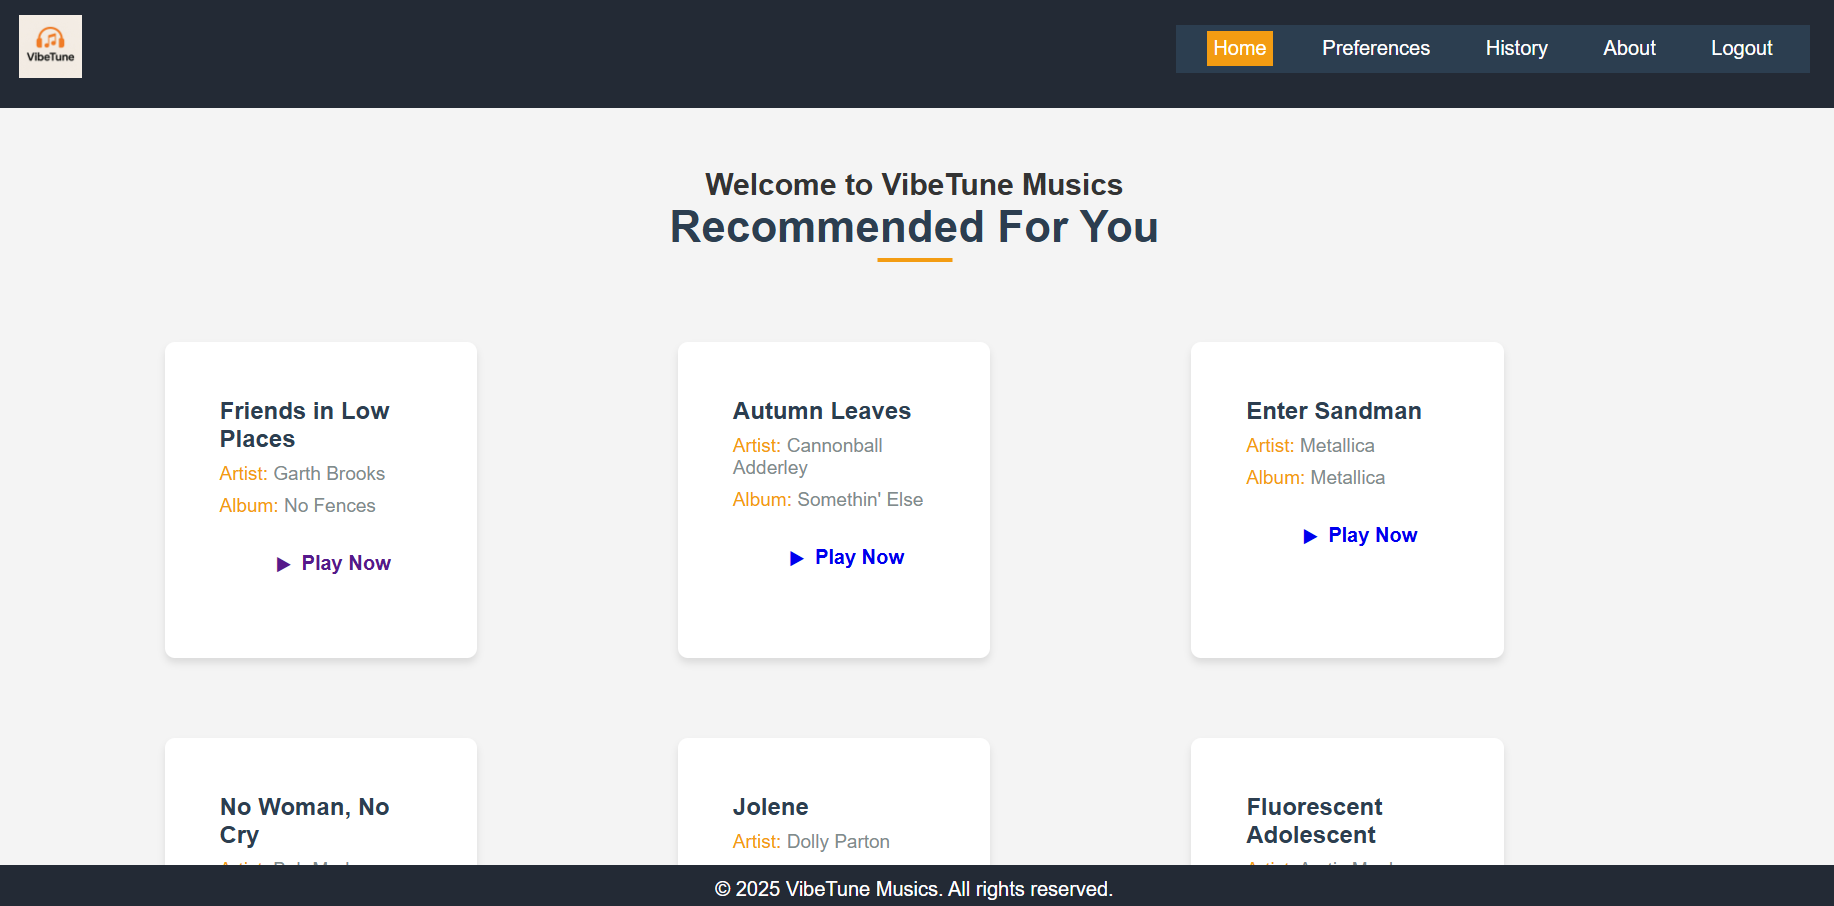 VibeTune
Home Preferences History About Logout
Welcome to VibeTune Musics
Recommended For You
Friends in Low
Places
Artist: Garth Brooks
Album: No Fences
▶ Play Now
Autumn Leaves
Artist: Cannonball
Adderley
Album: Somethin' Else
▶ Play Now
Enter Sandman
Artist: Metallica
Album: Metallica
▶ Play Now
No Woman, No
Cry
Jolene
Artist: Dolly Parton
Fluorescent
Adolescent
© 2025 VibeTune Musics. All rights reserved.